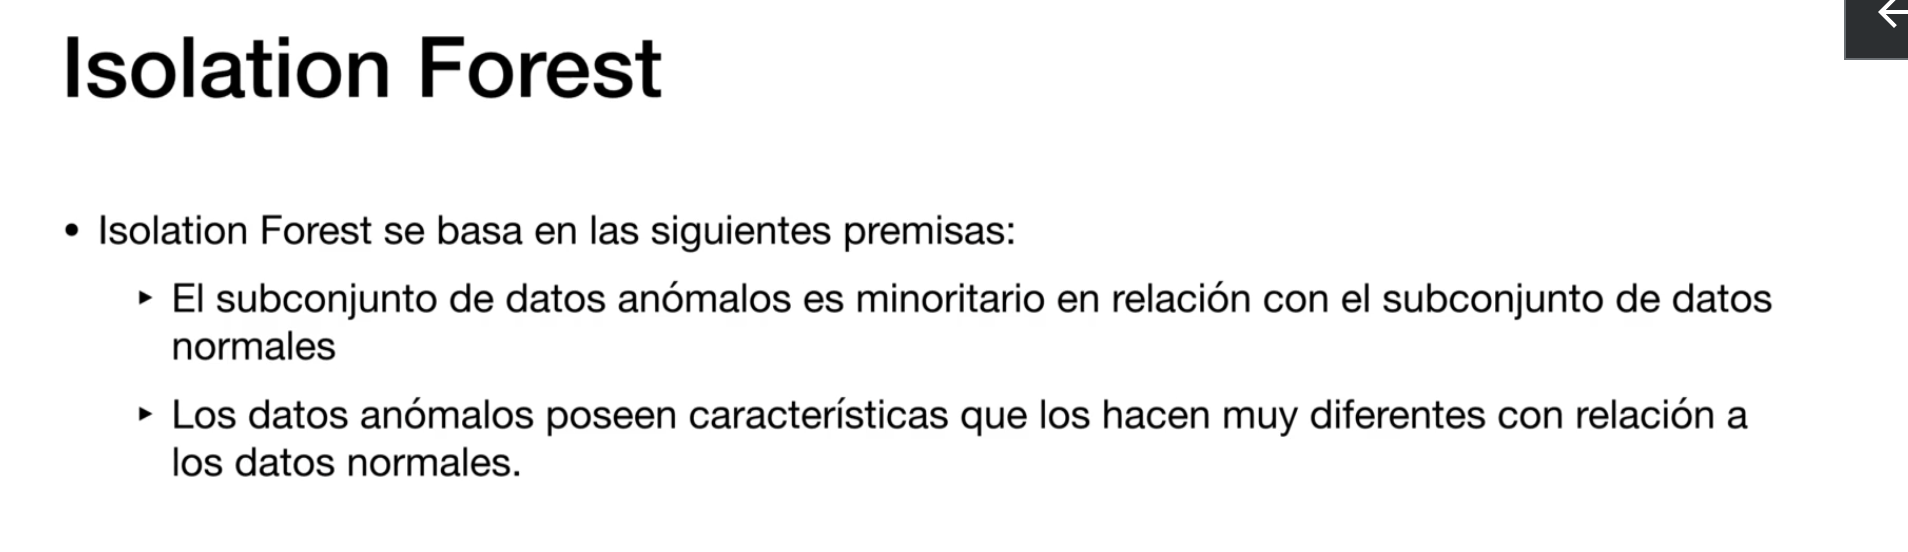 Isolation Forest
• Isolation Forest se basa en las siguientes premisas:
▸ El subconjunto de datos anómalos es minoritario en relación con el subconjunto de datos
normales
▸ Los datos anómalos poseen características que los hacen muy diferentes con relación a
los datos normales.